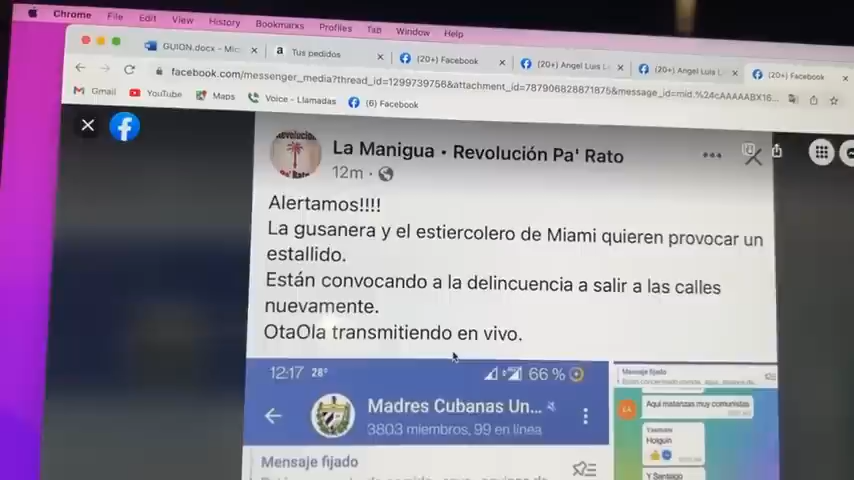 Chrome File Edit View History Bookmarks Profiles Tab Window Help
GUION.docx - Mic
Tus pedidos
(20+) Facebook
(20+) Angel Luis L
(20+) Angel Luis L
(20+) Facebook
facebook.com/messenger_media?thread_id=1299739756&attachment_id=787906828871875&message_id=mid.%24cAAAAABX16...
Gmail YouTube Maps Voice - Llamadas (6) Facebook
La Manigua • Revolución Pa' Rato
12m
Alertamos!!!!
La gusanera y el estiercolero de Miami quieren provocar un
estallido.
Están convocando a la delincuencia a salir a las calles
nuevamente.
OtaOla transmitiendo en vivo.
12:17 28° 66 %
Madres Cubanas Un...
3803 miembros, 99 en línea
Mensaje fijado
Mensaje fijado
Aqui matanzas muy comunistas
Holguin
Y Santiago